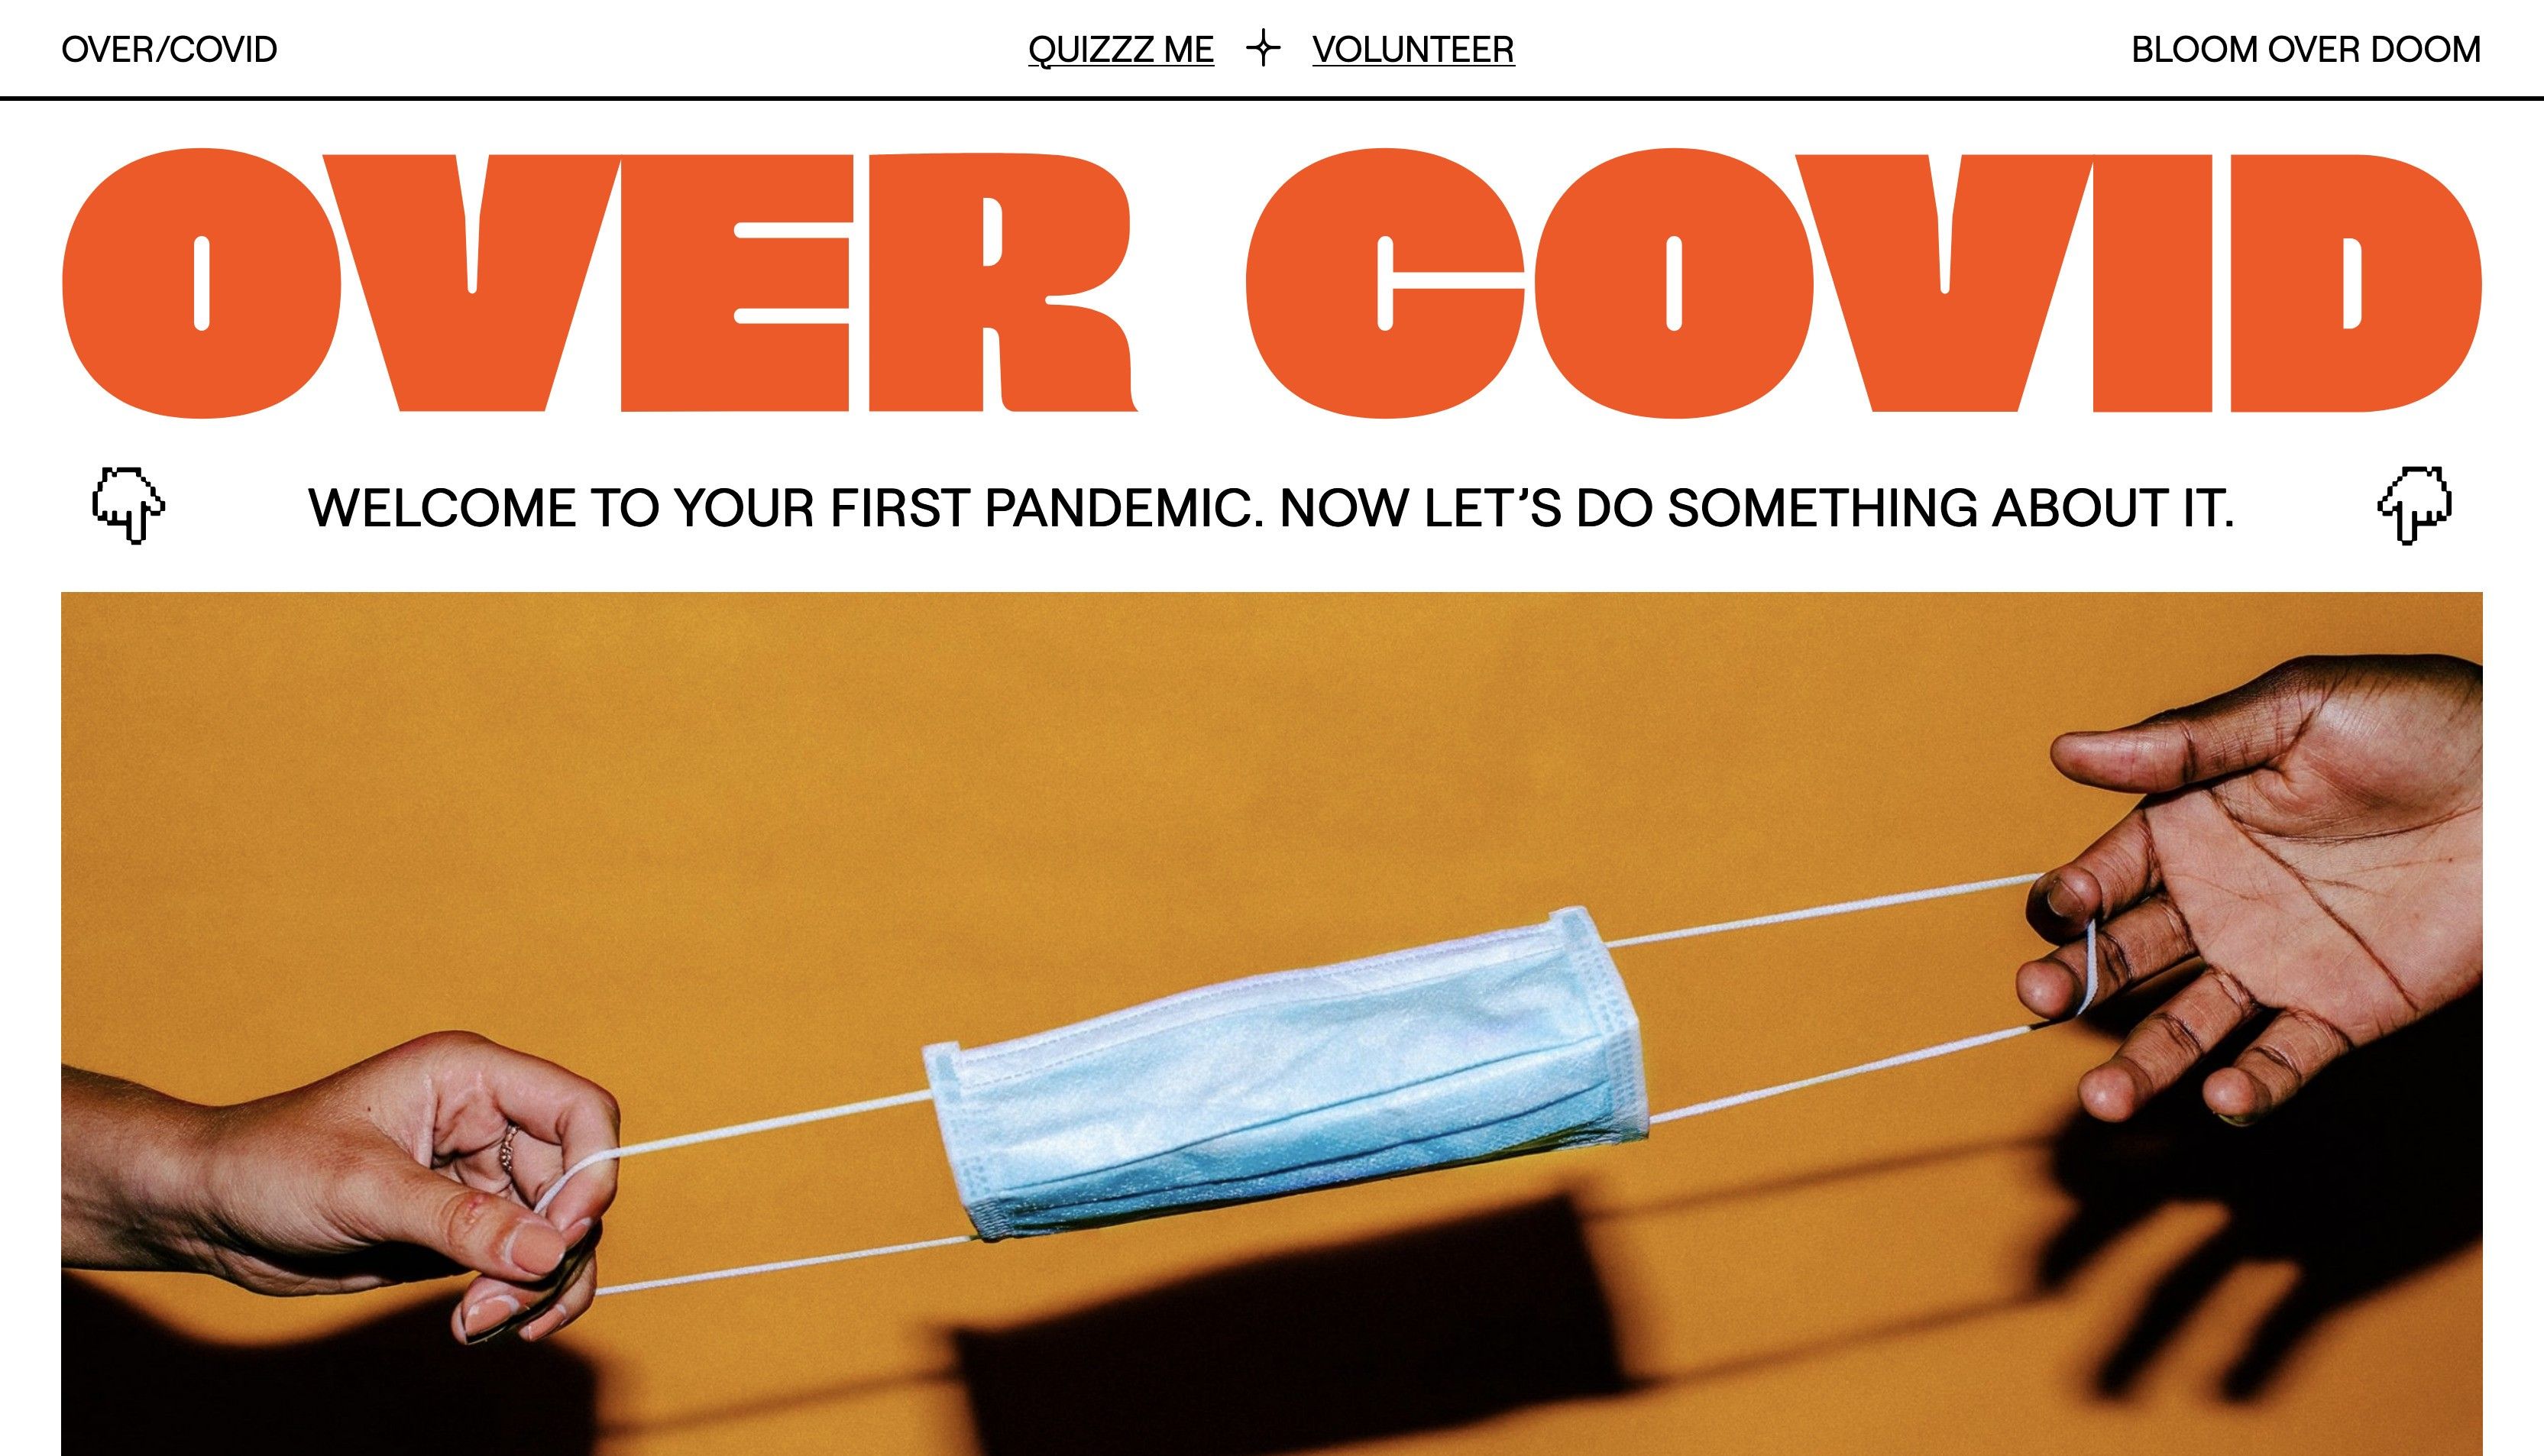 OVER/COVID
QUIZZZ ME
VOLUNTEER
BLOOM OVER DOOM
OVER COVID
WELCOME TO YOUR FIRST PANDEMIC. NOW LET’S DO SOMETHING ABOUT IT.